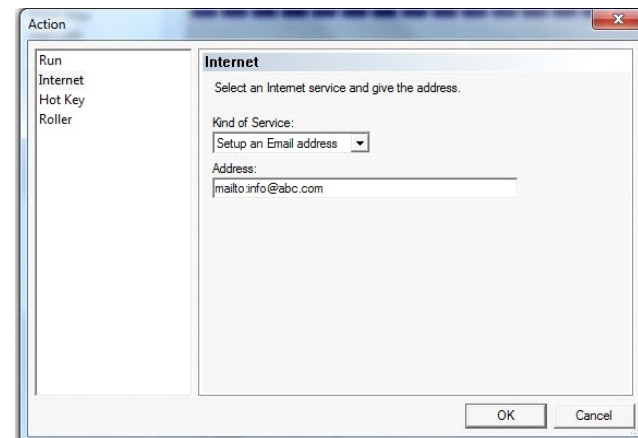 Action
Run
Internet
Hot Key
Roller
Internet
Select an Internet service and give the address.
Kind of Service:
Setup an Email address
Address:
mailto:info@abc.com
OK
Cancel